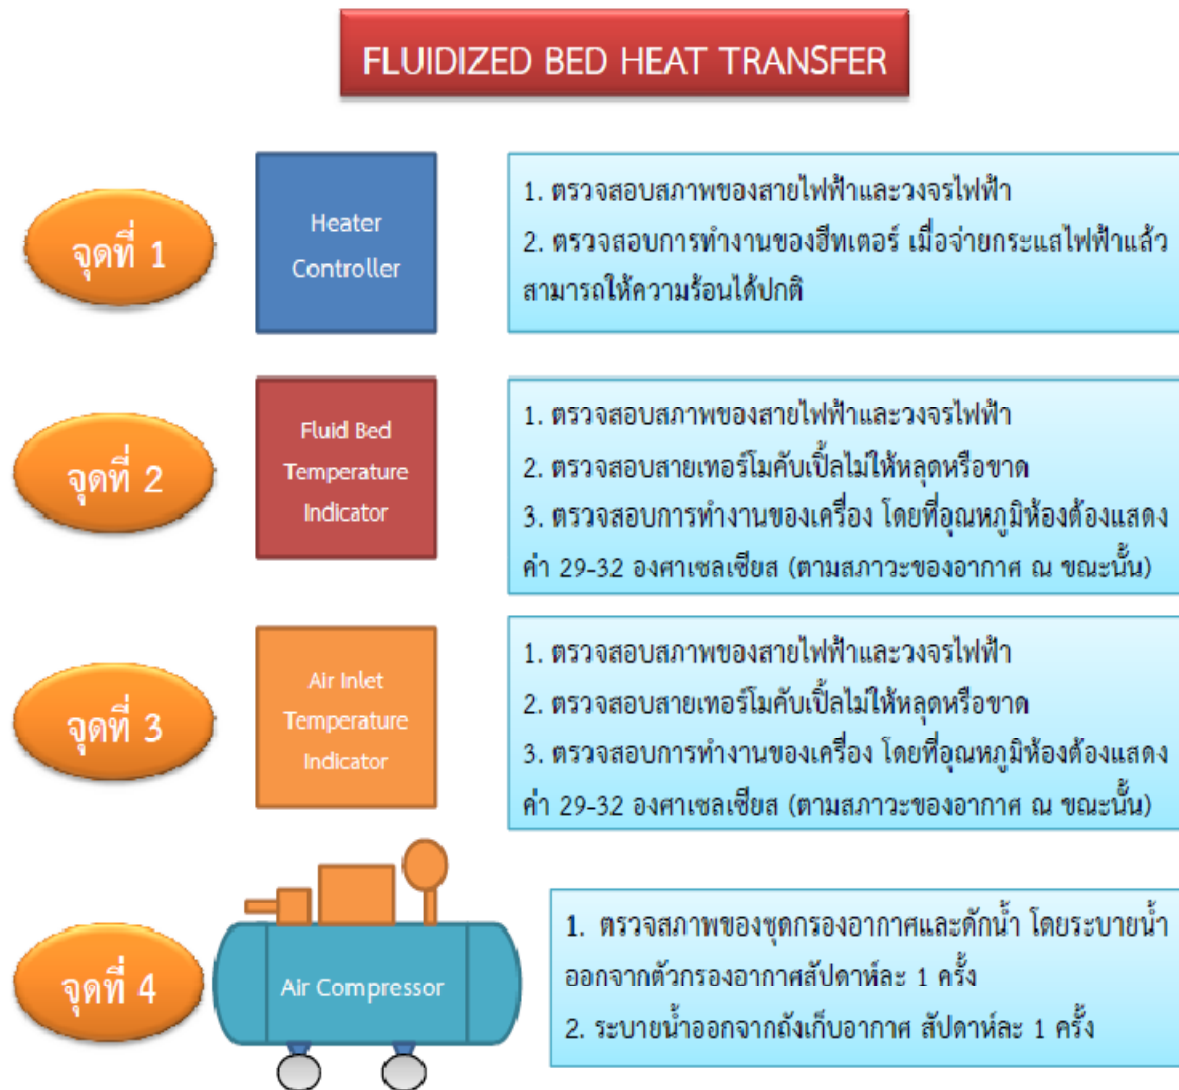 FLUIDIZED BED HEAT TRANSFER
จุดที่ 1
Heater
Controller
1. ตรวจสอบสภาพของสายไฟฟ้าและวงจรไฟฟ้า
2. ตรวจสอบการทำงานของฮีทเตอร์ เมื่อจ่ายกระแสไฟฟ้าแล้ว
สามารถให้ความร้อนได้ปกติ
จุดที่ 2
Fluid Bed
Temperature
Indicator
1. ตรวจสอบสภาพของสายไฟฟ้าและวงจรไฟฟ้า
2. ตรวจสอบสายเทอร์โมคับเปิ้ลไม่ให้หลุดหรือขาด
3. ตรวจสอบการทำงานของเครื่อง โดยที่อุณหภูมิห้องต้องแสดง
ค่า 29-32 องศาเซลเซียส (ตามสภาวะของอากาศ ณ ขณะนั้น)
จุดที่ 3
Air Inlet
Temperature
Indicator
1. ตรวจสอบสภาพของสายไฟฟ้าและวงจรไฟฟ้า
2. ตรวจสอบสายเทอร์โมคับเปิ้ลไม่ให้หลุดหรือขาด
3. ตรวจสอบการทำงานของเครื่อง โดยที่อุณหภูมิห้องต้องแสดง
ค่า 29-32 องศาเซลเซียส (ตามสภาวะของอากาศ ณ ขณะนั้น)
จุดที่ 4
Air Compressor
1. ตรวจสภาพของชุดกรองอากาศและดักน้ำ โดยระบายน้ำ
ออกจากตัวกรองอากาศสัปดาห์ละ 1 ครั้ง
2. ระบายน้ำออกจากถังเก็บอากาศ สัปดาห์ละ 1 ครั้ง